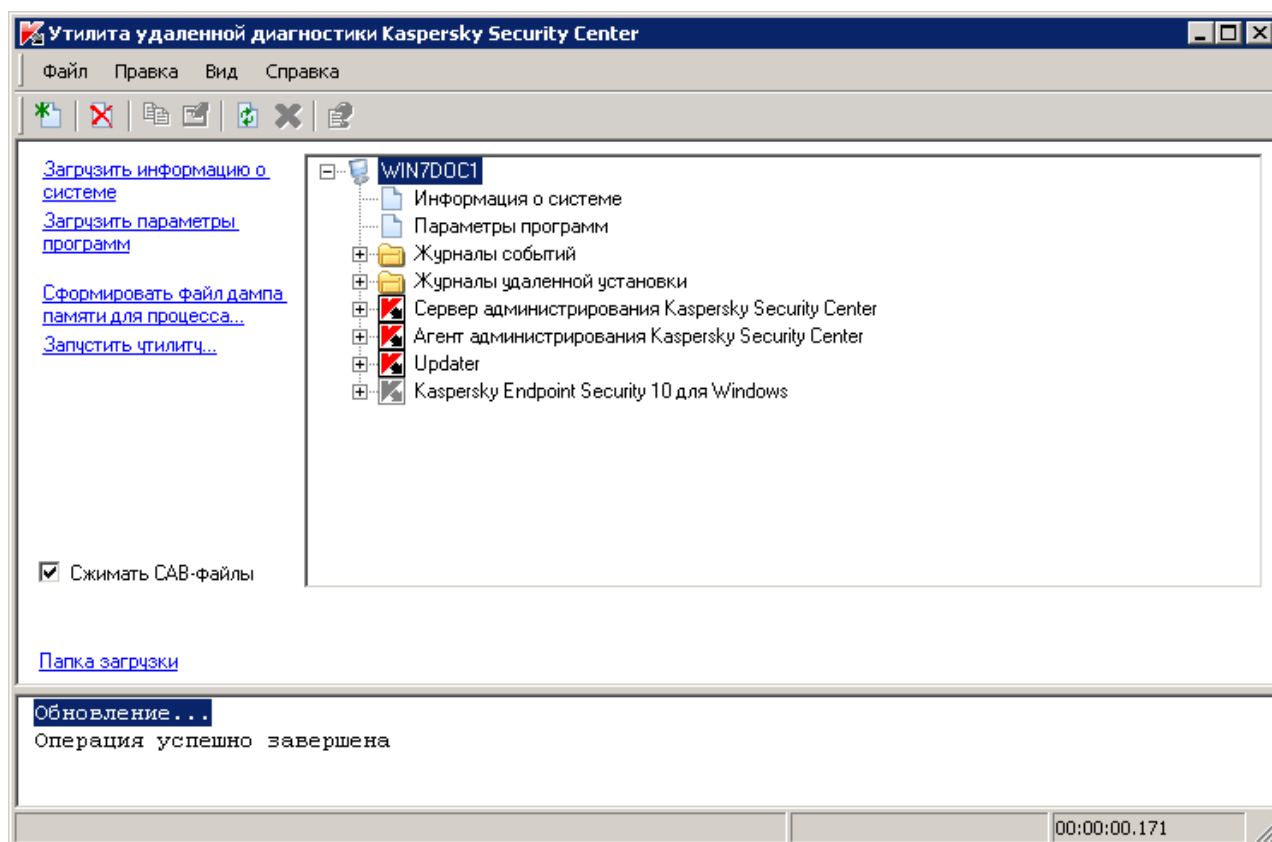 Утилита удаленной диагностики Kaspersky Security Center
Файл Правка Вид Справка
Загрузить информацию о
системе
Загрузить параметры
программ
Сформировать файл дампа
памяти для процесса...
Запустить утилиту...
Сжимать CAB-файлы
Папка загрузки
WIN7DOC1
Информация о системе
Параметры программ
Журналы событий
Журналы удаленной установки
Сервер администрирования Kaspersky Security Center
Агент администрирования Kaspersky Security Center
Updater
Kaspersky Endpoint Security 10 для Windows
Обновление...
Операция успешно завершена
00:00:00.171